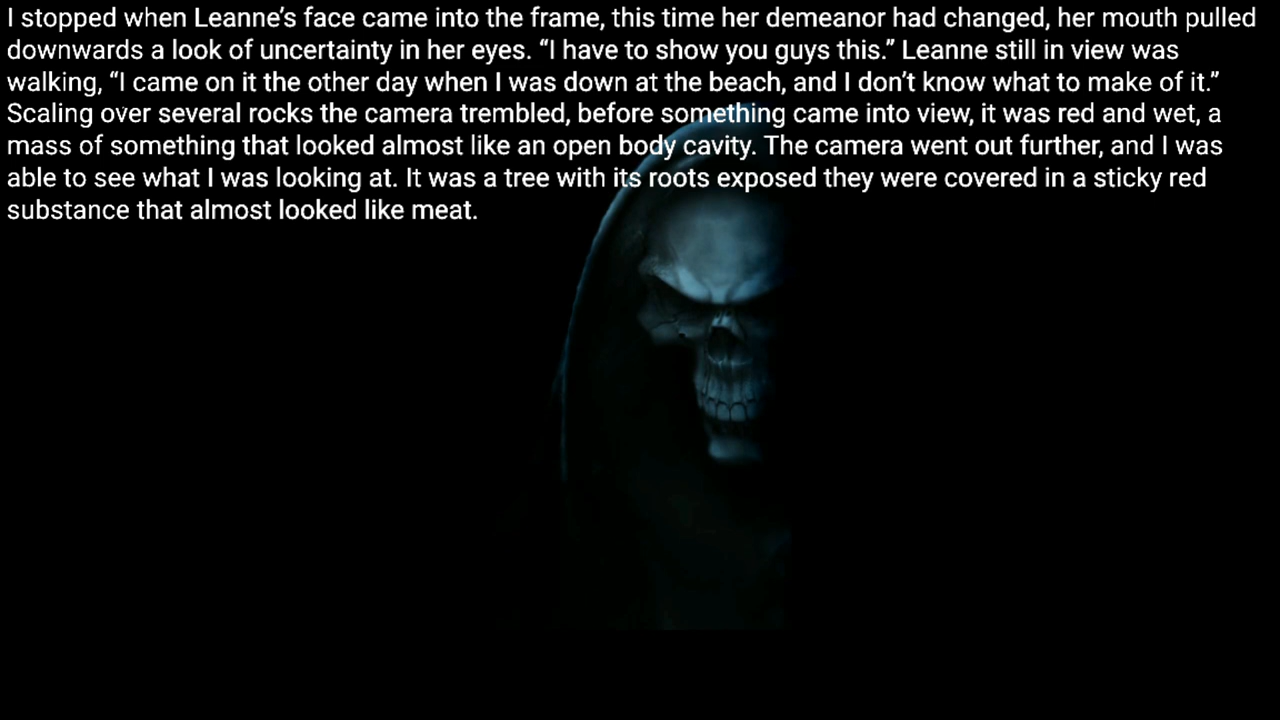 I stopped when Leanne’s face came into the frame, this time her demeanor had changed, her mouth pulled
downwards a look of uncertainty in her eyes. “I have to show you guys this.” Leanne still in view was
walking, “I came on it the other day when I was down at the beach, and I don’t know what to make of it.”
Scaling over several rocks the camera trembled, before something came into view, it was red and wet, a
mass of something that looked almost like an open body cavity. The camera went out further, and I was
able to see what I was looking at. It was a tree with its roots exposed they were covered in a sticky red
substance that almost looked like meat.